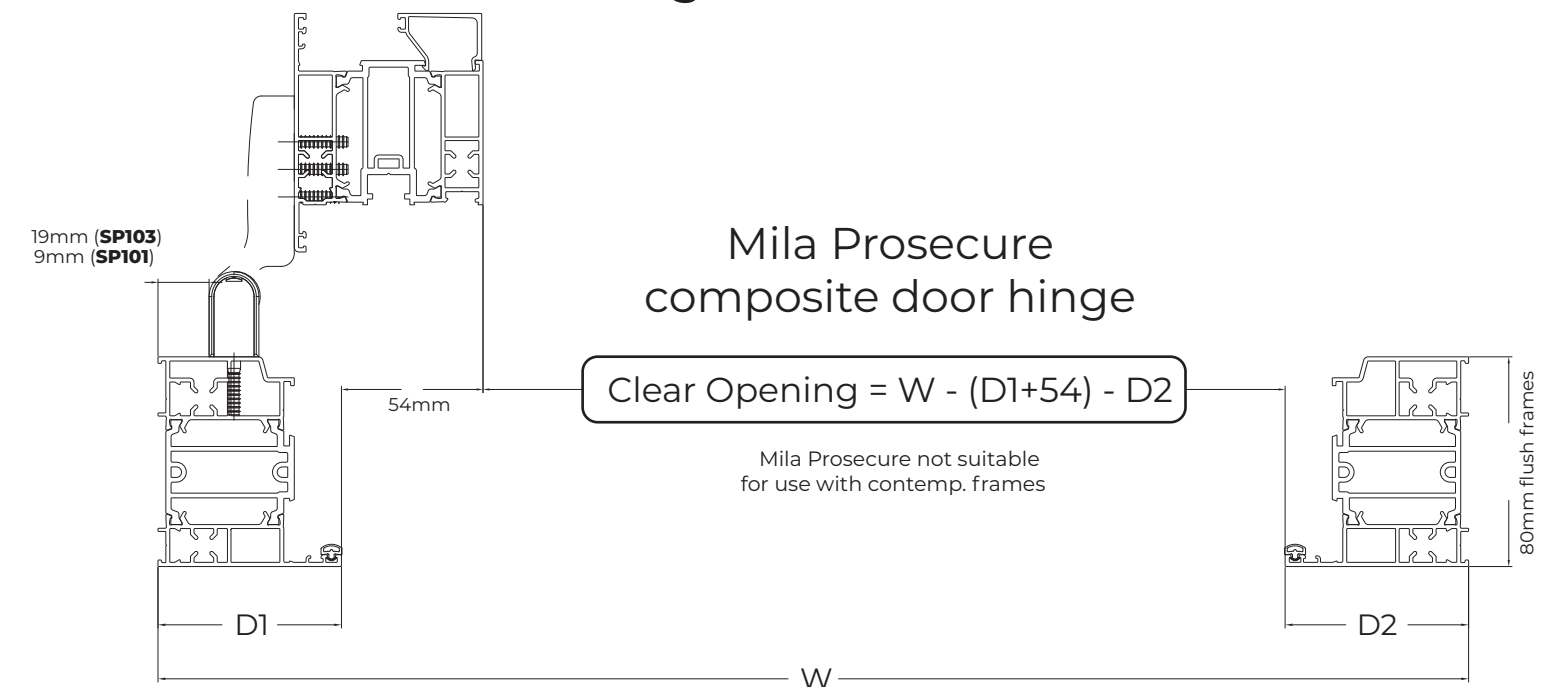 19mm (SP103)
9mm (SP101)
Mila Prosecure
composite door hinge
54mm
Clear Opening = W - (D1+54) - D2
Mila Prosecure not suitable
for use with contemp. frames
80mm flush frames
D1
D2
W